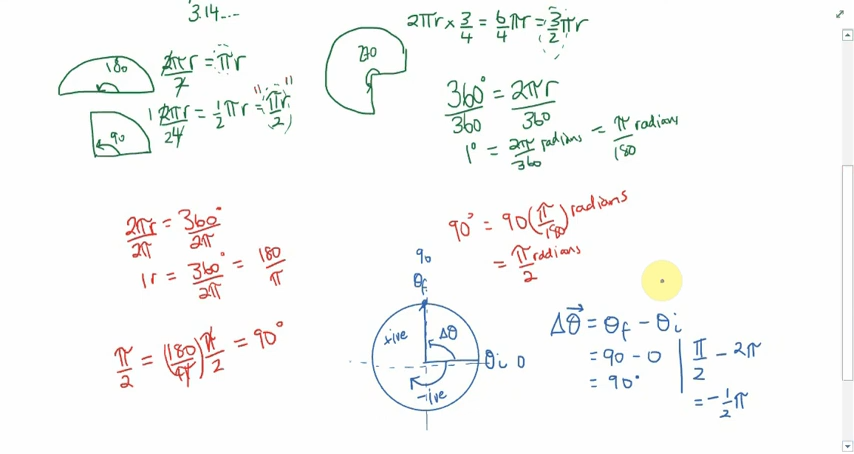 3.14...
180
2πr/2 = πr
90
1 2πr/24 = 1/2 πr = "πr/2"
270
2πr × 3/4 = 6/4 πr = 3/2 πr
360°/360 = 2πr/360
1° = 2π/360 radians = π/180 radians
2πr/2π = 360°/2π
1r = 360°/2π = 180/π
π/2 = (180/π) π/2 = 90°
90° = 90(π/180) radians
= π/2 radians
90
θf
+ive
Δθ
θi 0
-ive
Δθ⃗ = θf - θi
= 90 - 0 | π/2 - 2π
= 90° | = -1/2 π